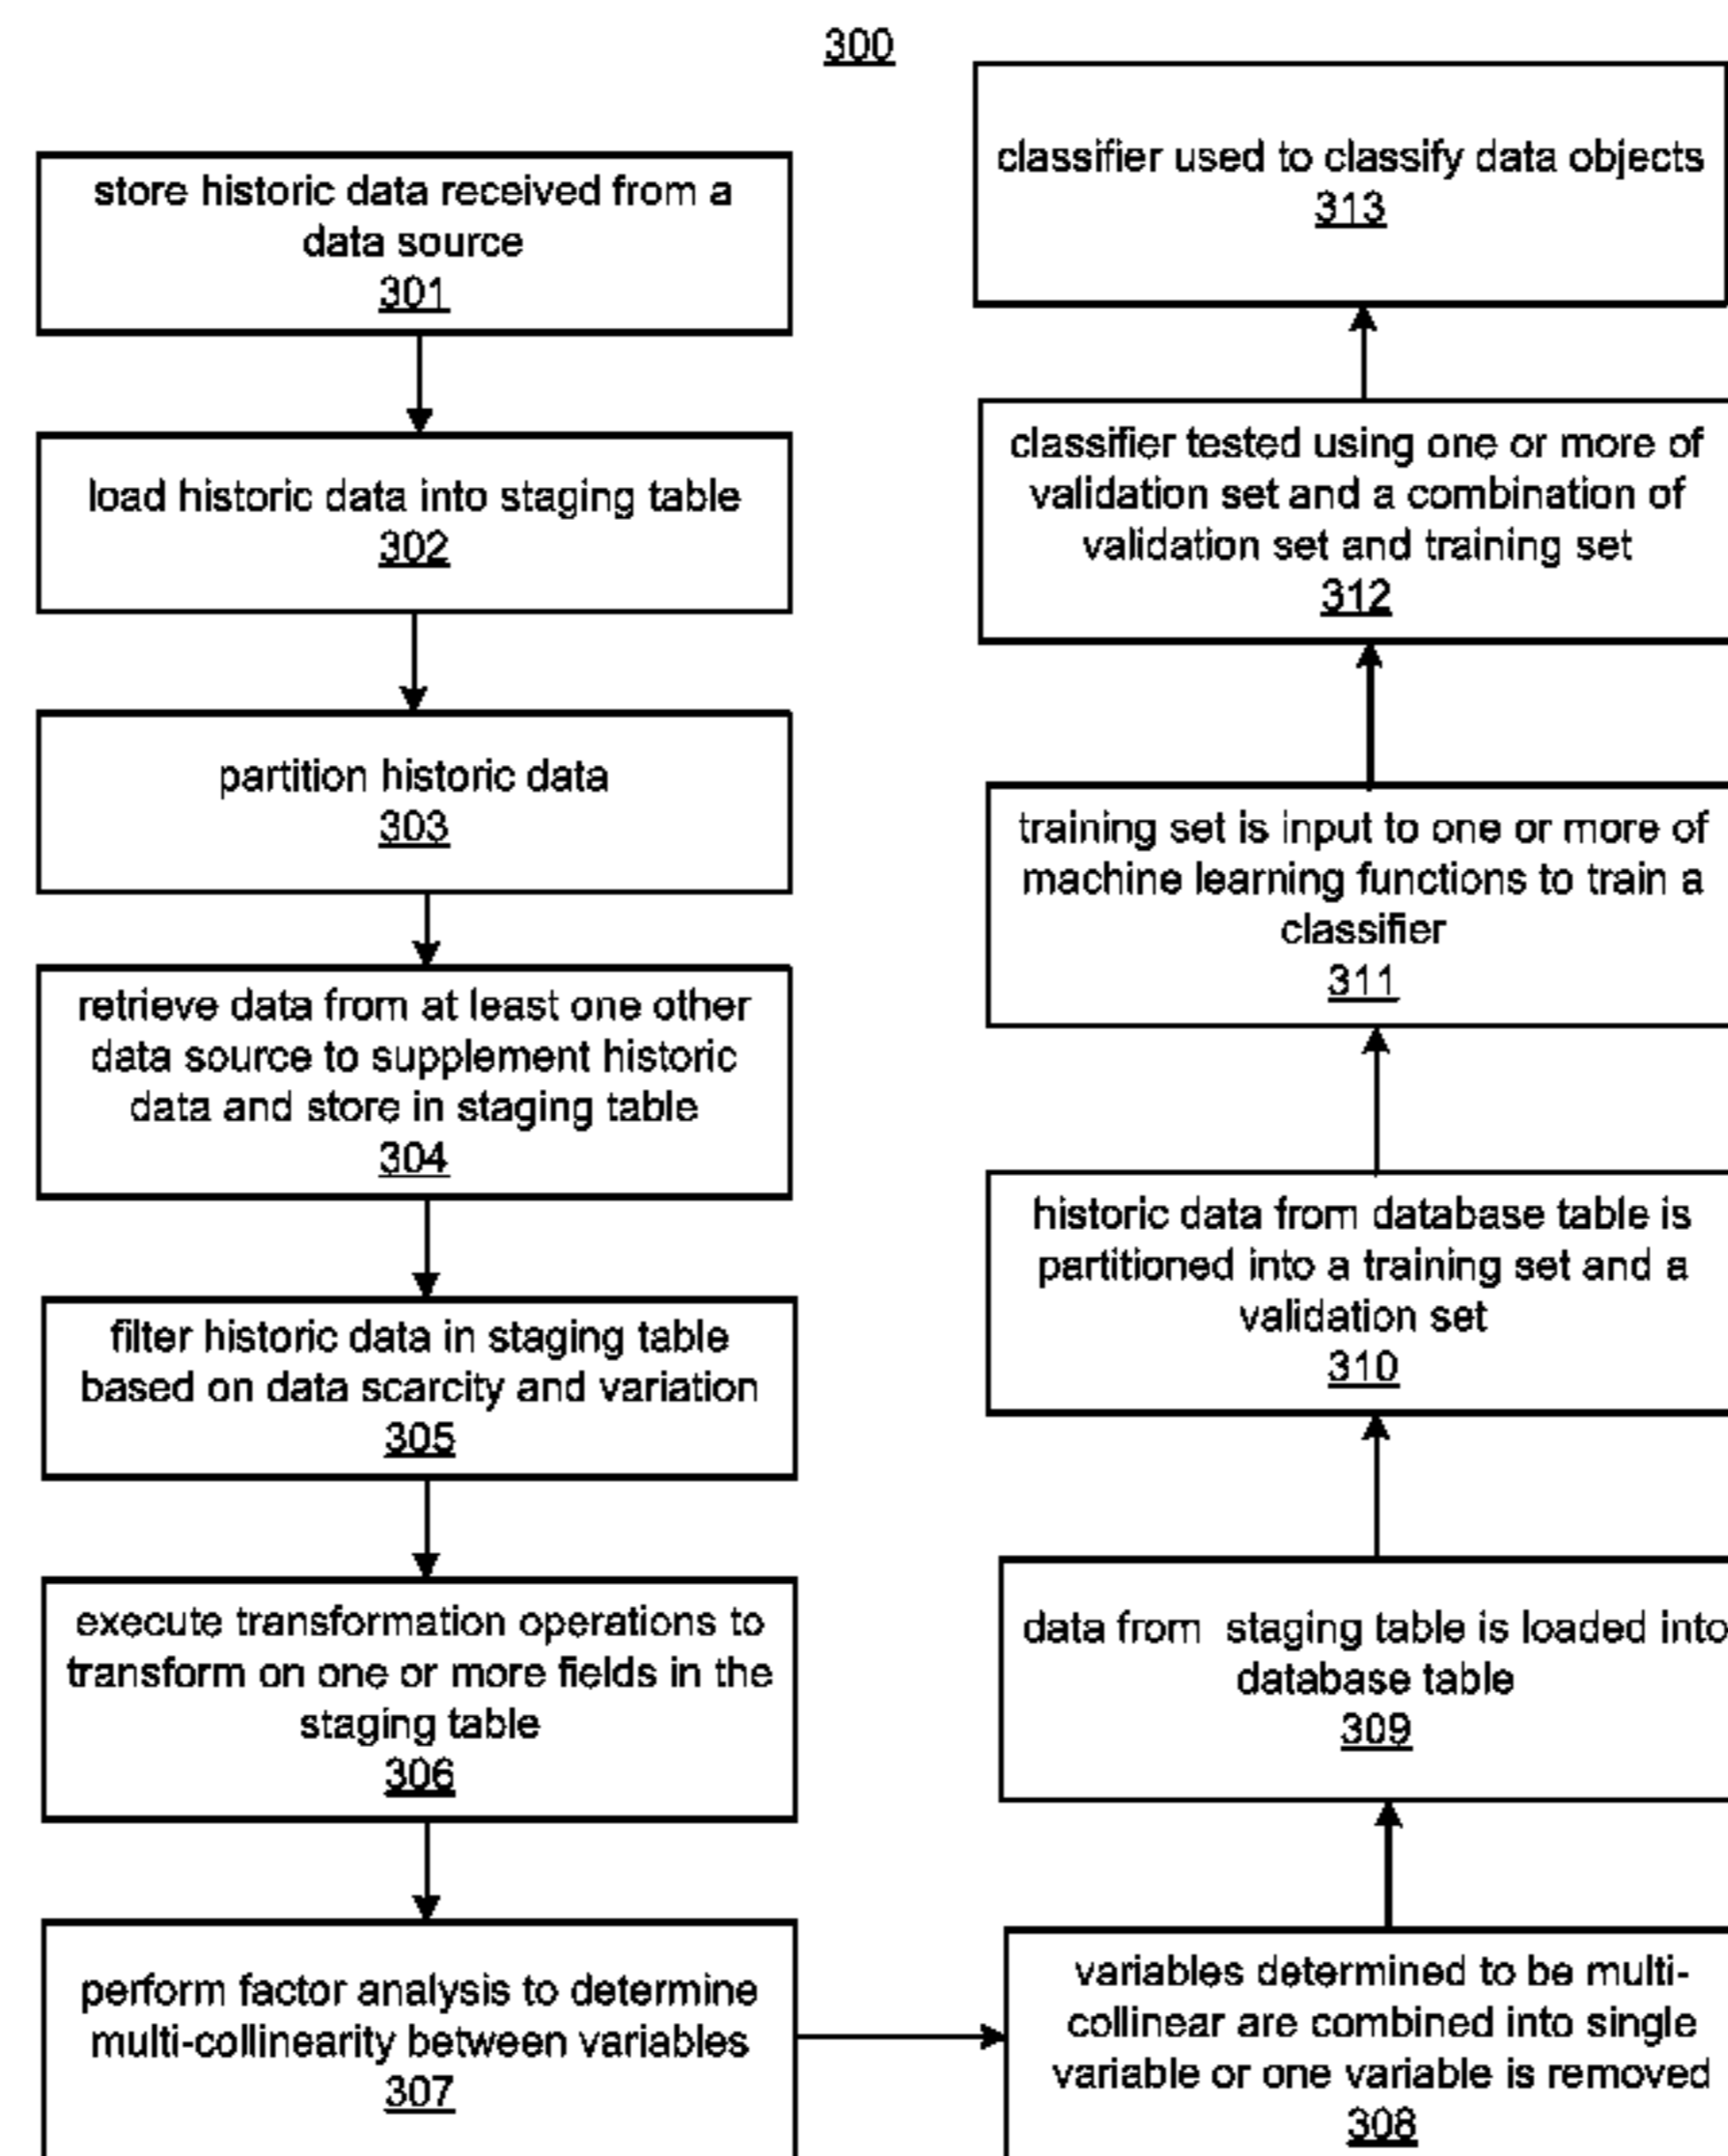 300
store historic data received from a
data source
301
load historic data into staging table
302
partition historic data
303
retrieve data from at least one other
data source to supplement historic
data and store in staging table
304
filter historic data in staging table
based on data scarcity and variation
305
execute transformation operations to
transform on one or more fields in the
staging table
306
perform factor analysis to determine
multi-collinearity between variables
307
variables determined to be multi-
collinear are combined into single
variable or one variable is removed
308
data from staging table is loaded into
database table
309
historic data from database table is
partitioned into a training set and a
validation set
310
training set is input to one or more of
machine learning functions to train a
classifier
311
classifier tested using one or more of
validation set and a combination of
validation set and training set
312
classifier used to classify data objects
313